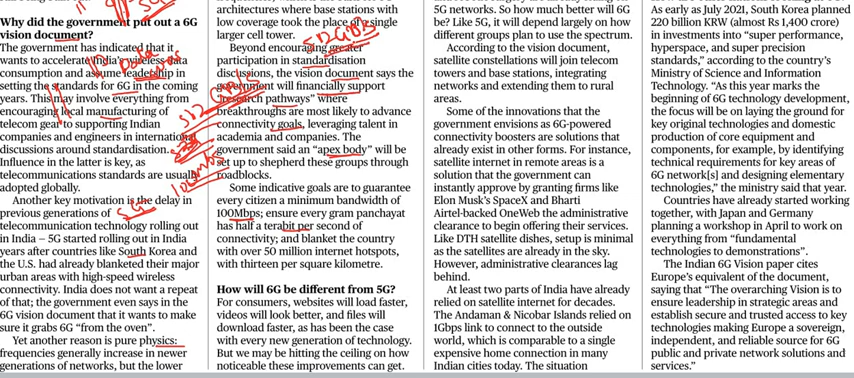 Why did the government put out a 6G
vision document?
The government has indicated that it
wants to accelerate India's wireless data
consumption and assume leadership in
setting the standards for 6G in the coming
years. This may involve everything from
encouraging local manufacturing of
telecom gear to supporting Indian
companies and engineers in international
discussions around standardisation.
Influence in the latter is key, as
telecommunications standards are usually
adopted globally.
Another key motivation is the delay in
previous generations of
telecommunication technology rolling out
in India — 5G started rolling out in India
years after countries like South Korea and
the U.S. had already blanketed their major
urban areas with high-speed wireless
connectivity. India does not want a repeat
of that; the government even says in the
6G vision document that it wants to make
sure it grabs 6G "from the oven".
Yet another reason is pure physics:
frequencies generally increase in newer
generations of networks, but the lower
architectures where base stations with
low coverage took the place of a single
larger cell tower.
Beyond encouraging greater
participation in standardisation
discussions, the vision document says the
government will financially support
"research pathways" where
breakthroughs are most likely to advance
connectivity goals, leveraging talent in
academia and companies. The
government said an "apex body" will be
set up to shepherd these groups through
roadblocks.
Some indicative goals are to guarantee
every citizen a minimum bandwidth of
100Mbps; ensure every gram panchayat
has half a terabit per second of
connectivity; and blanket the country
with over 50 million internet hotspots,
with thirteen per square kilometre.
How will 6G be different from 5G?
For consumers, websites will load faster,
videos will look better, and files will
download faster, as has been the case
with every new generation of technology.
But we may be hitting the ceiling on how
noticeable these improvements can get.
5G networks. So how much better will 6G
be? Like 5G, it will depend largely on how
different groups plan to use the spectrum.
According to the vision document,
satellite constellations will join telecom
towers and base stations, integrating
networks and extending them to rural
areas.
Some of the innovations that the
government envisions as 6G-powered
connectivity boosters are solutions that
already exist in other forms. For instance,
satellite internet in remote areas is a
solution that the government can
instantly approve by granting firms like
Elon Musk's SpaceX and Bharti
Airtel-backed OneWeb the administrative
clearance to begin offering their services.
Like DTH satellite dishes, setup is minimal
as the satellites are already in the sky.
However, administrative clearances lag
behind.
At least two parts of India have already
relied on satellite internet for decades.
The Andaman & Nicobar Islands relied on
1Gbps link to connect to the outside
world, which is comparable to a single
expensive home connection in many
Indian cities today. The situation
As early as July 2021, South Korea planned
220 billion KRW (almost Rs 1,400 crore)
in investments into "super performance,
hyperspace, and super precision
standards," according to the country's
Ministry of Science and Information
Technology. "As this year marks the
beginning of 6G technology development,
the focus will be on laying the ground for
key original technologies and domestic
production of core equipment and
components, for example, by identifying
technical requirements for key areas of
6G network[s] and designing elementary
technologies," the ministry said that year.
Countries have already started working
together, with Japan and Germany
planning a workshop in April to work on
everything from "fundamental
technologies to demonstrations".
The Indian 6G Vision paper cites
Europe's equivalent of the document,
saying that "The overarching Vision is to
ensure leadership in strategic areas and
establish secure and trusted access to key
technologies making Europe a sovereign,
independent, and reliable source for 6G
public and private network solutions and
services."